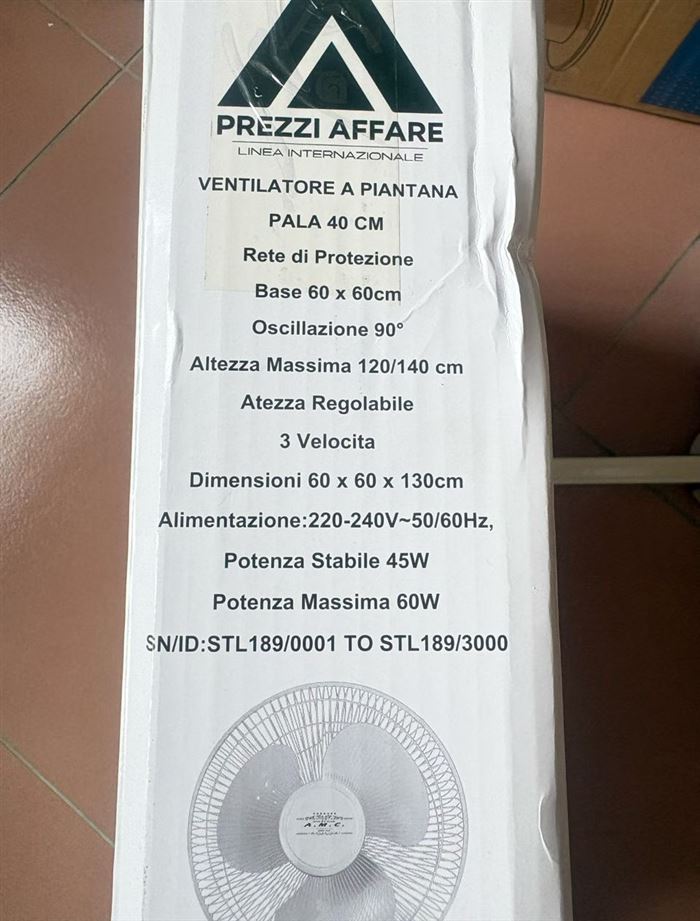 PREZZI AFFARE
LINEA INTERNAZIONALE
VENTILATORE A PIANTANA
PALA 40 CM
Rete di Protezione
Base 60 x 60cm
Oscillazione 90°
Altezza Massima 120/140 cm
Atezza Regolabile
3 Velocita
Dimensioni 60 x 60 x 130cm
Alimentazione:220-240V~50/60Hz,
Potenza Stabile 45W
Potenza Massima 60W
SN/ID:STL189/0001 TO STL189/3000
A.M.C.